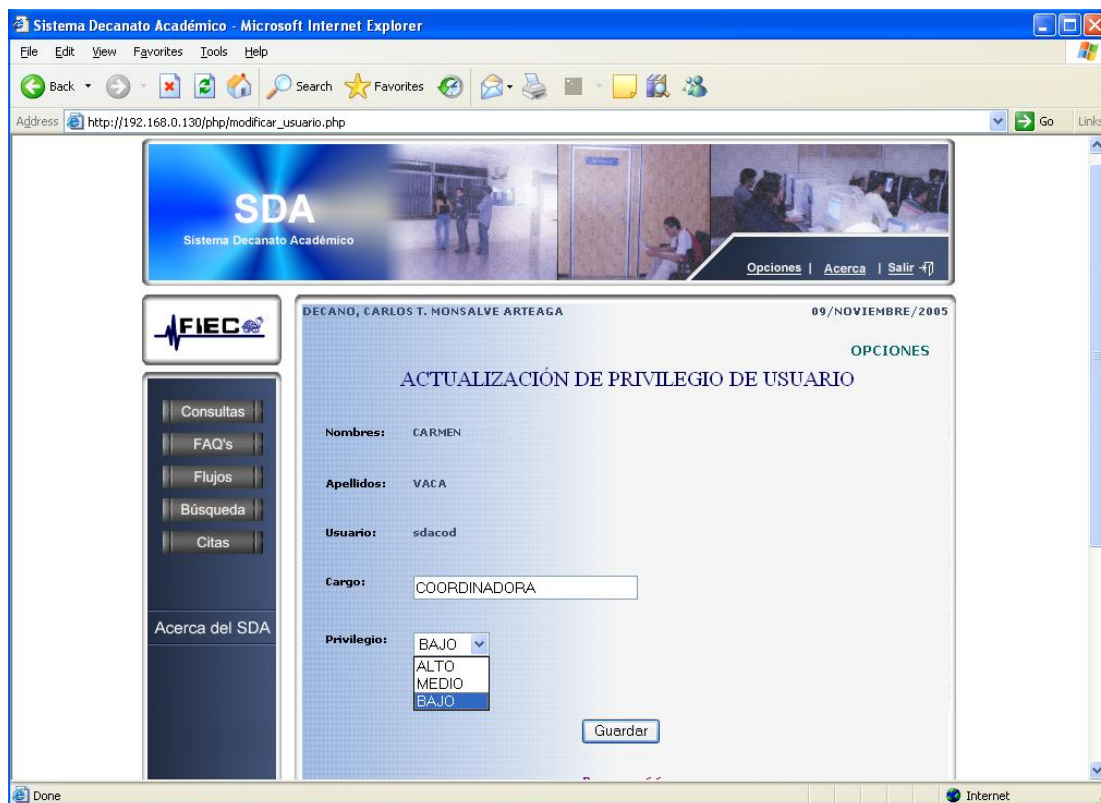 Sistema Decanato Académico - Microsoft Internet Explorer
File Edit View Favorites Tools Help
Back Search Favorites
Address http://192.168.0.130/php/modificar_usuario.php Go Links
SDA
Sistema Decanato Académico
Opciones | Acerca | Salir
FIEC
DECANO, CARLOS T. MONSALVE ARTEAGA 09/NOVIEMBRE/2005
OPCIONES
ACTUALIZACIÓN DE PRIVILEGIO DE USUARIO
Consultas
FAQ's
Flujos
Búsqueda
Citas
Acerca del SDA
Nombres: CARMEN
Apellidos: VACA
Usuario: sdacod
Cargo: COORDINADORA
Privilegio: BAJO
ALTO
MEDIO
BAJO
Guardar
Done Internet